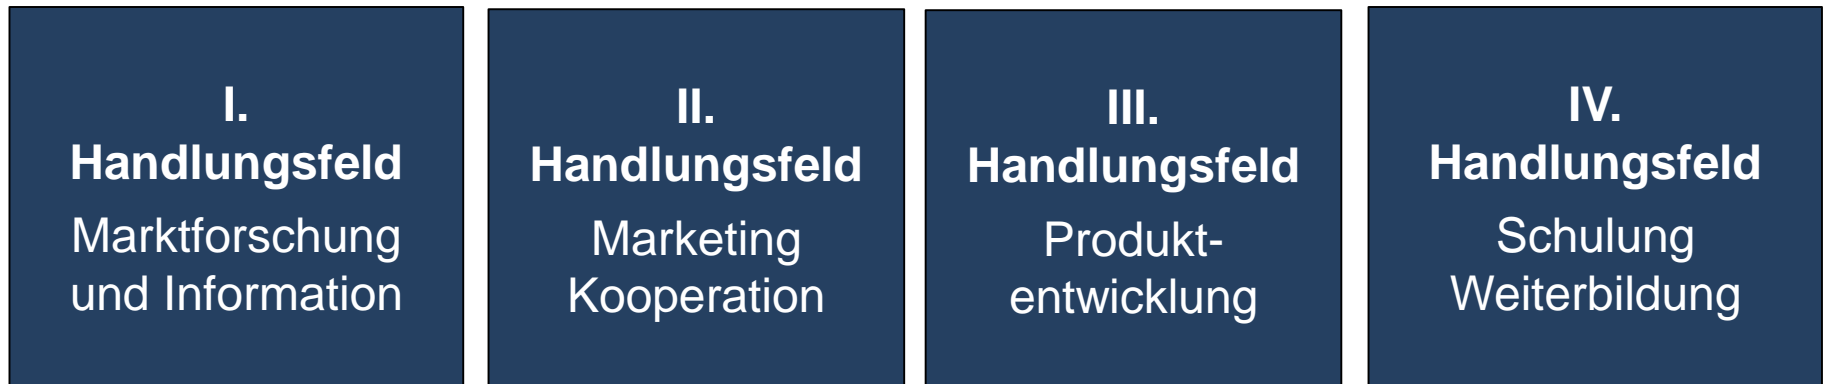 I.
Handlungsfeld
Marktforschung
und Information
II.
Handlungsfeld
Marketing
Kooperation
III.
Handlungsfeld
Produkt-
entwicklung
IV.
Handlungsfeld
Schulung
Weiterbildung